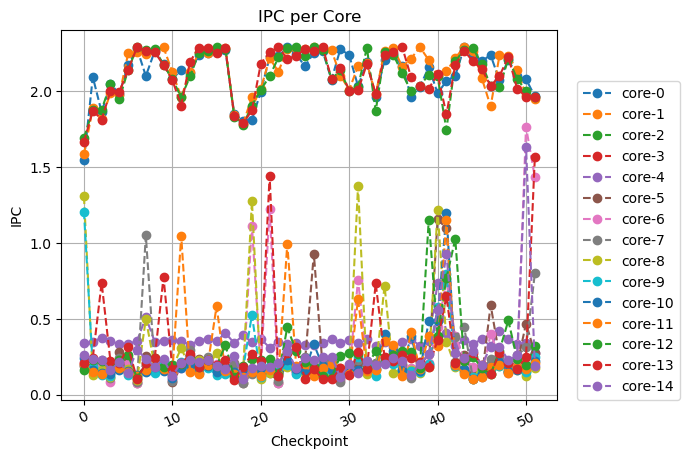 IPC per Core
IPC
2.0
1.5
1.0
0.5
0.0
0
10
20
30
40
50
Checkpoint
core-0
core-1
core-2
core-3
core-4
core-5
core-6
core-7
core-8
core-9
core-10
core-11
core-12
core-13
core-14